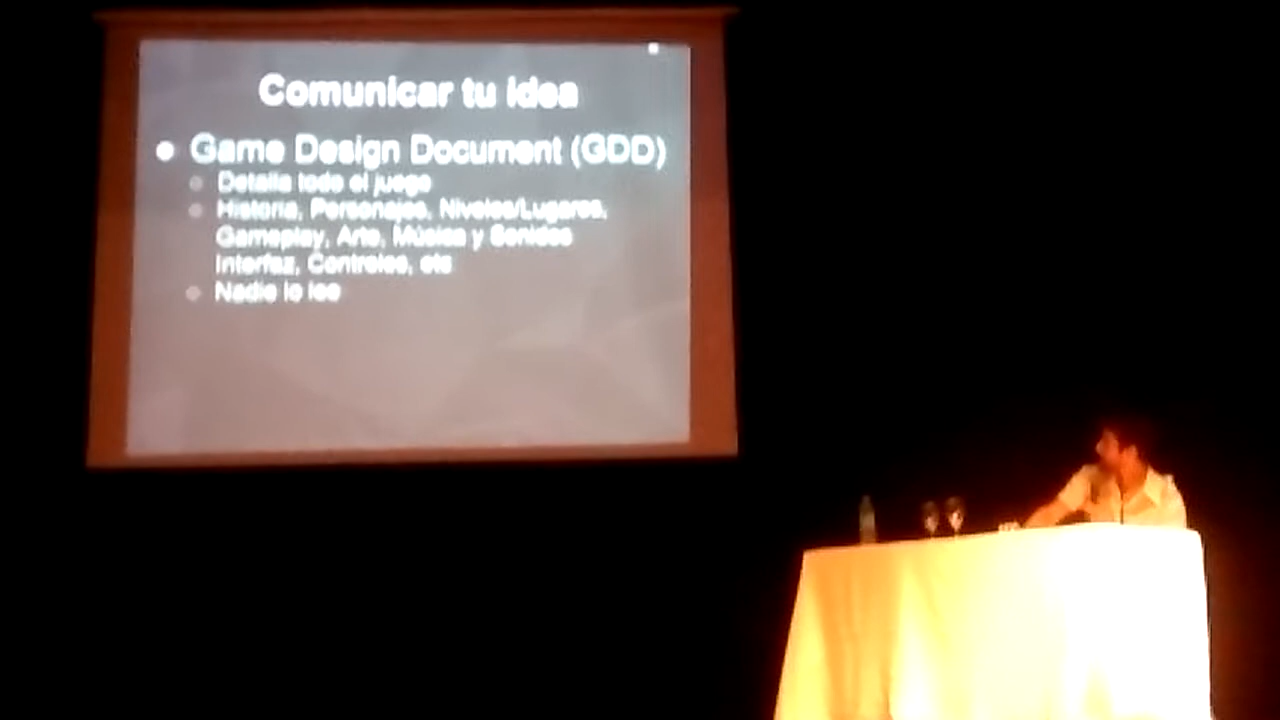 Comunicar tu idea
Game Design Document (GDD)
Detalla todo el juego
Historia, Personajes, Niveles/Lugares,
Gameplay, Arte, Música y Sonidos
Interfaz, Controles, etc
Nadie lo lee